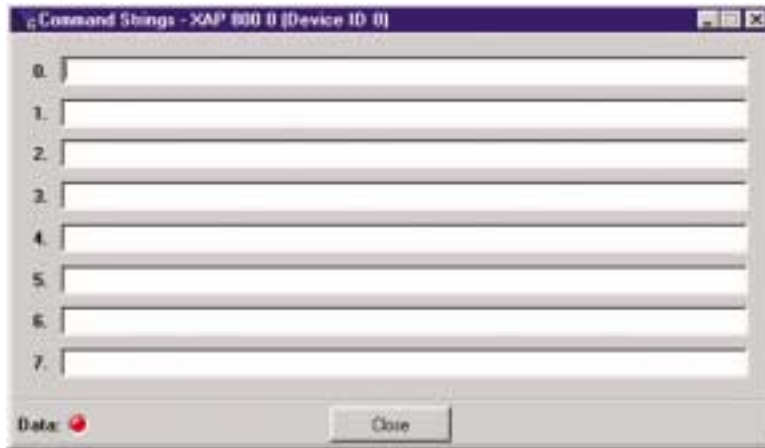 Command Strings - XAP 800 0 (Device ID 0)
0.
1.
2.
3.
4.
5.
6.
7.
Data:
Close